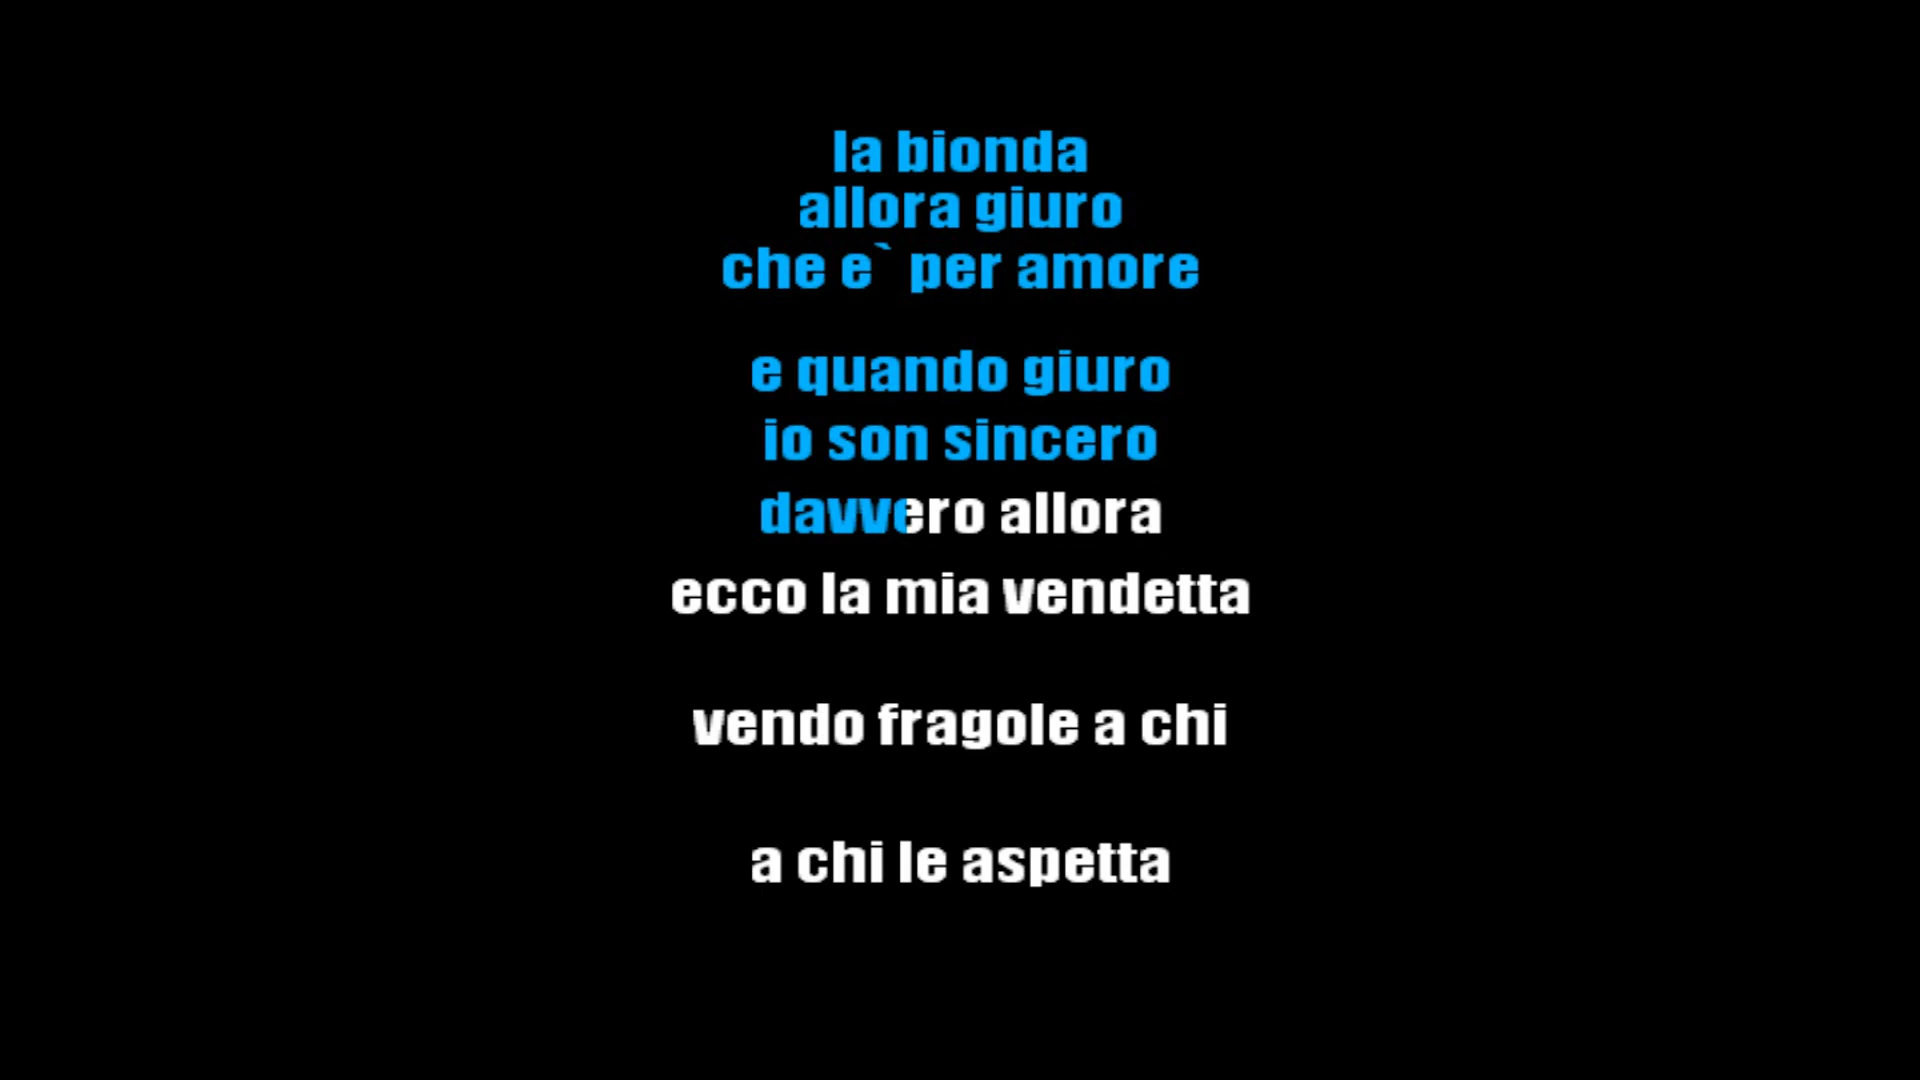 la bionda
allora giuro
che e` per amore
e quando giuro
io son sincero
davvero allora
ecco la mia vendetta
vendo fragole a chi
a chi le aspetta